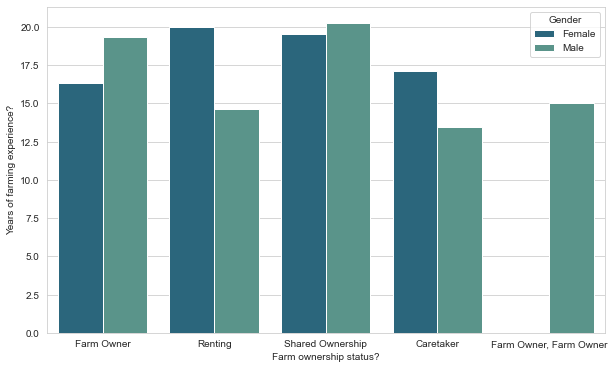 Gender
Female
Male
20.0
17.5
15.0
12.5
10.0
7.5
5.0
2.5
0.0
Years of farming experience?
Farm Owner
Renting
Shared Ownership
Caretaker
Farm Owner, Farm Owner
Farm ownership status?